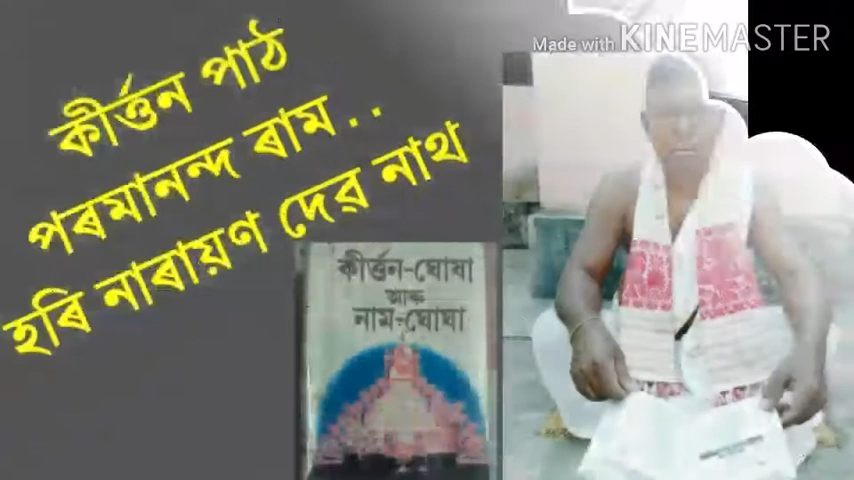 Made with KINEMASTER
কীৰ্ত্তন পাঠ
পৰমানন্দ ৰাম..
হৰি নাৰায়ণ দেৱ নাথ
কীৰ্ত্তন-ঘোষা
আৰু
নাম-ঘোষা